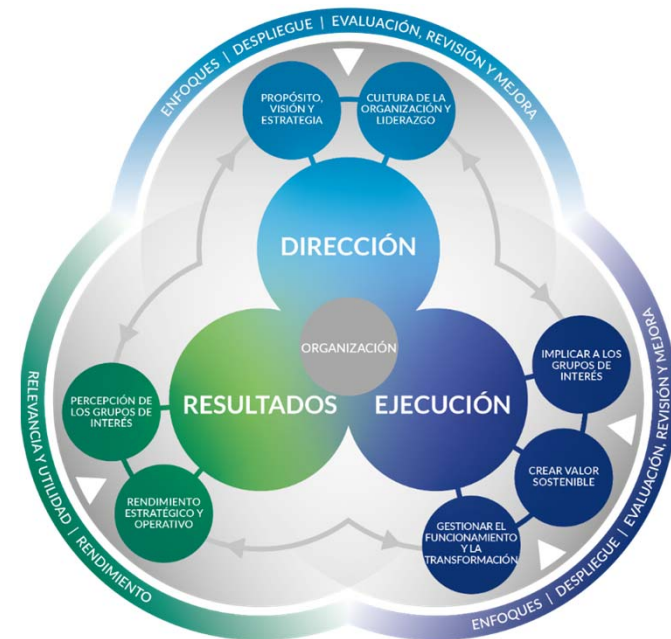 ENFOQUES | DESPLIEGUE | EVALUACIÓN, REVISIÓN Y MEJORA
PROPÓSITO,
VISIÓN Y
ESTRATEGIA
CULTURA DE LA
ORGANIZACIÓN Y
LIDERAZGO
DIRECCIÓN
ORGANIZACIÓN
RESULTADOS
EJECUCIÓN
IMPLICAR A LOS
GRUPOS DE
INTERÉS
CREAR VALOR
SOSTENIBLE
GESTIONAR EL
FUNCIONAMIENTO
Y LA
TRANSFORMACIÓN
ENFOQUES | DESPLIEGUE | EVALUACIÓN, REVISIÓN Y MEJORA
PERCEPCIÓN DE
LOS GRUPOS DE
INTERÉS
RENDIMIENTO
ESTRATÉGICO Y
OPERATIVO
RELEVANCIA Y UTILIDAD | RENDIMIENTO